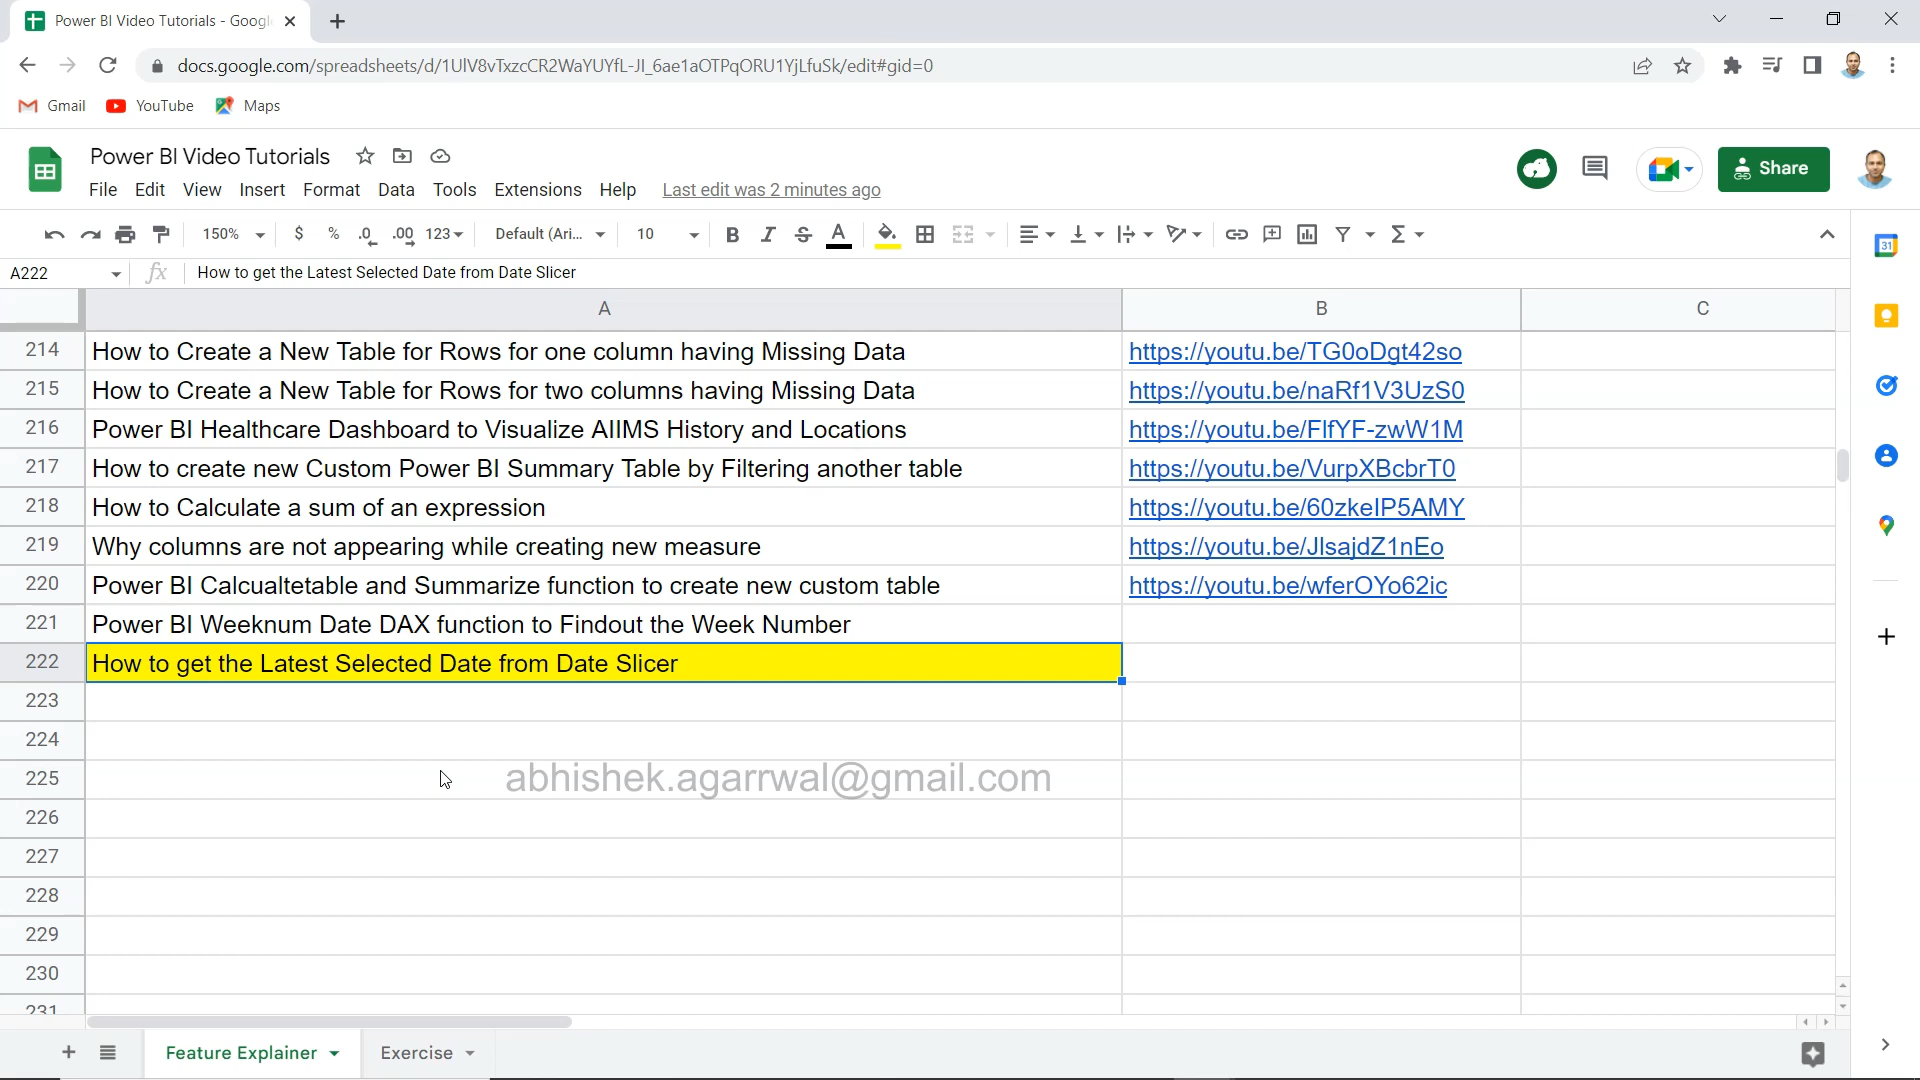 Power BI Video Tutorials - Googl
docs.google.com/spreadsheets/d/1UlV8vTxzcCR2WaYUYfL-JI_6ae1aOTPqORU1YjLfuSk/edit#gid=0
Gmail YouTube Maps
Power BI Video Tutorials
File Edit View Insert Format Data Tools Extensions Help Last edit was 2 minutes ago
Share
150% $ % .0 .00 123 Default (Ari... 10 B I S A
31
A222 fx How to get the Latest Selected Date from Date Slicer
A B C
214 How to Create a New Table for Rows for one column having Missing Data https://youtu.be/TG0oDgt42so
215 How to Create a New Table for Rows for two columns having Missing Data https://youtu.be/naRf1V3UzS0
216 Power BI Healthcare Dashboard to Visualize AIIMS History and Locations https://youtu.be/FlfYF-zwW1M
217 How to create new Custom Power BI Summary Table by Filtering another table https://youtu.be/VurpXBcbrT0
218 How to Calculate a sum of an expression https://youtu.be/60zkeIP5AMY
219 Why columns are not appearing while creating new measure https://youtu.be/JlsajdZ1nEo
220 Power BI Calcualtetable and Summarize function to create new custom table https://youtu.be/wferOYo62ic
221 Power BI Weeknum Date DAX function to Findout the Week Number
222 How to get the Latest Selected Date from Date Slicer
223
224
225 abhishek.agarrwal@gmail.com
226
227
228
229
230
231
Feature Explainer Exercise